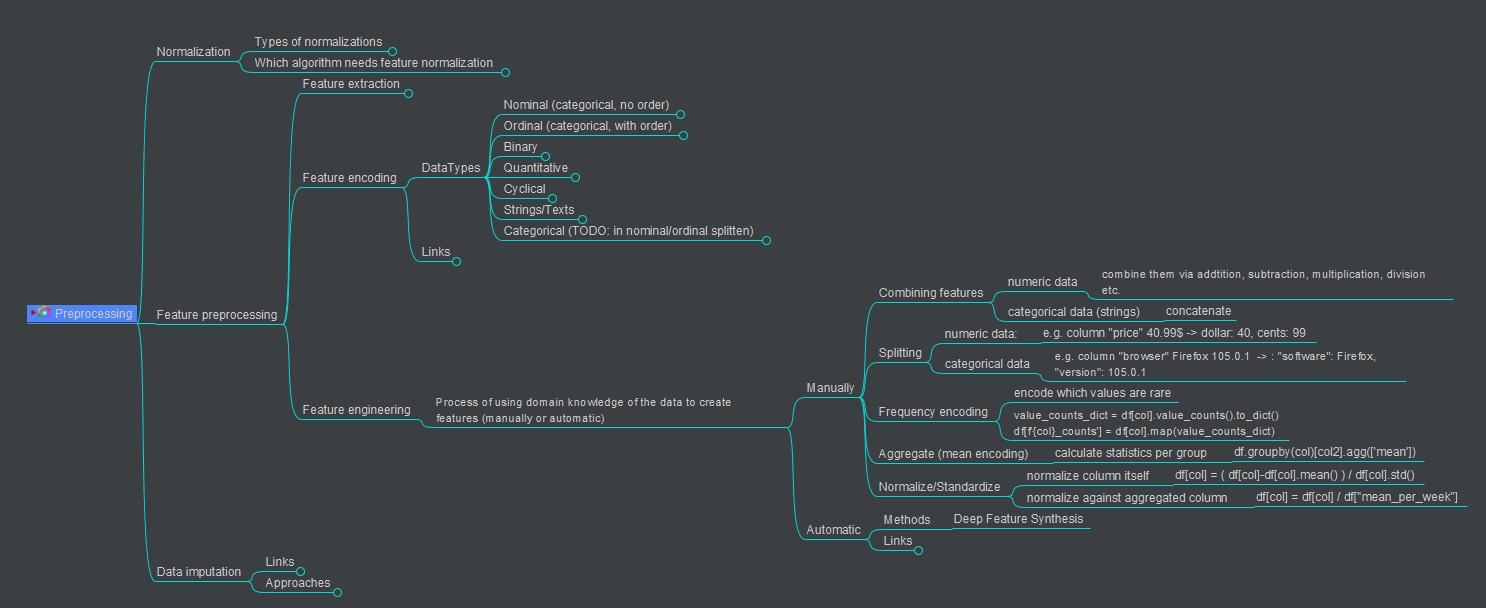 Preprocessing
Normalization
Types of normalizations
Which algorithm needs feature normalization
Feature preprocessing
Feature extraction
Feature encoding
DataTypes
Nominal (categorical, no order)
Ordinal (categorical, with order)
Binary
Quantitative
Cyclical
Strings/Texts
Categorical (TODO: in nominal/ordinal splitten)
Links
Feature engineering
Process of using domain knowledge of the data to create
features (manually or automatic)
Manually
Combining features
numeric data
combine them via addtition, subtraction, multiplication, division
etc.
categorical data (strings)
concatenate
Splitting
numeric data:
e.g. column "price" 40.99$ -> dollar: 40, cents: 99
categorical data
e.g. column "browser" Firefox 105.0.1 -> : "software": Firefox,
"version": 105.0.1
Frequency encoding
encode which values are rare
value_counts_dict = df[col].value_counts().to_dict()
df[f'{col}_counts'] = df[col].map(value_counts_dict)
Aggregate (mean encoding)
calculate statistics per group
df.groupby(col)[col2].agg(['mean'])
Normalize/Standardize
normalize column itself
df[col] = ( df[col]-df[col].mean() ) / df[col].std()
normalize against aggregated column
df[col] = df[col] / df["mean_per_week"]
Automatic
Methods
Deep Feature Synthesis
Links
Data imputation
Links
Approaches